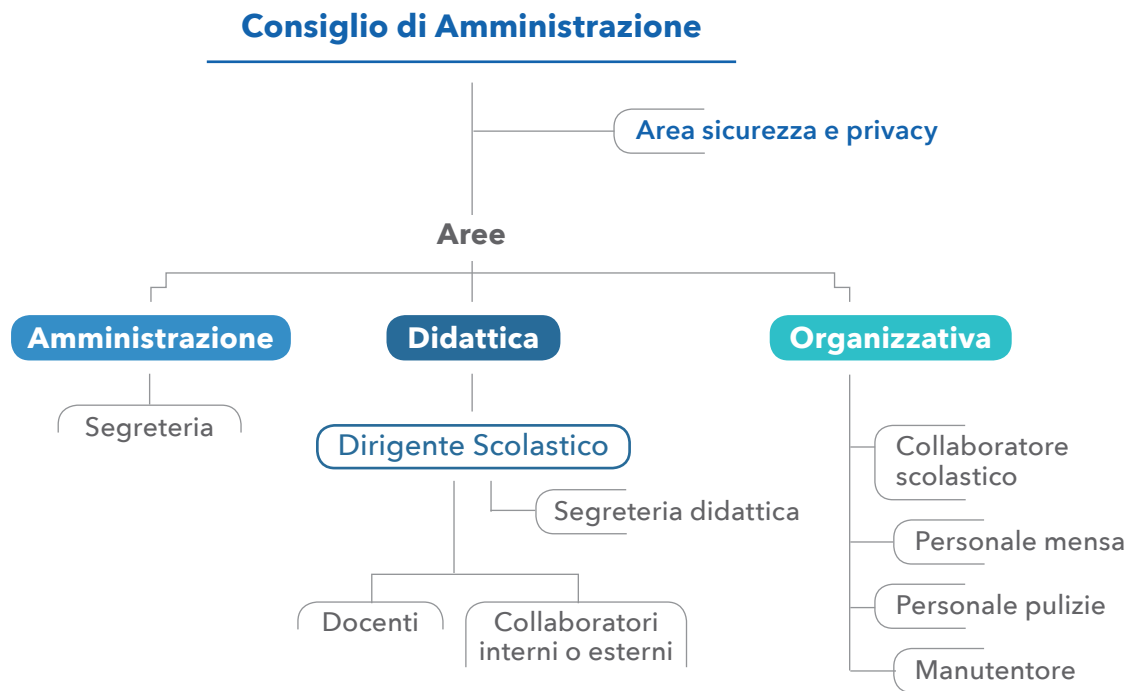 Consiglio di Amministrazione
Area sicurezza e privacy
Aree
Amministrazione
Didattica
Organizzativa
Segreteria
Dirigente Scolastico
Segreteria didattica
Docenti
Collaboratori
interni o esterni
Collaboratore
scolastico
Personale mensa
Personale pulizie
Manutentore